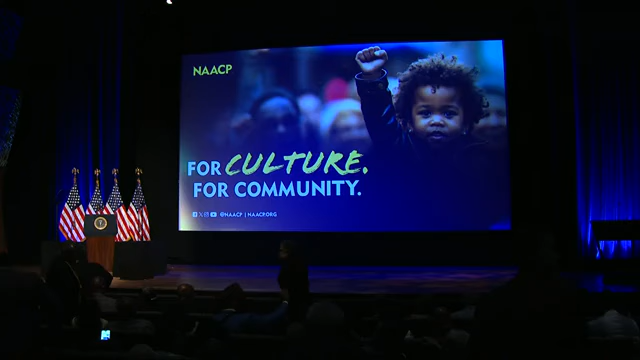 NAACP
FOR CULTURE.
FOR COMMUNITY.
@NAACP | NAACP.ORG